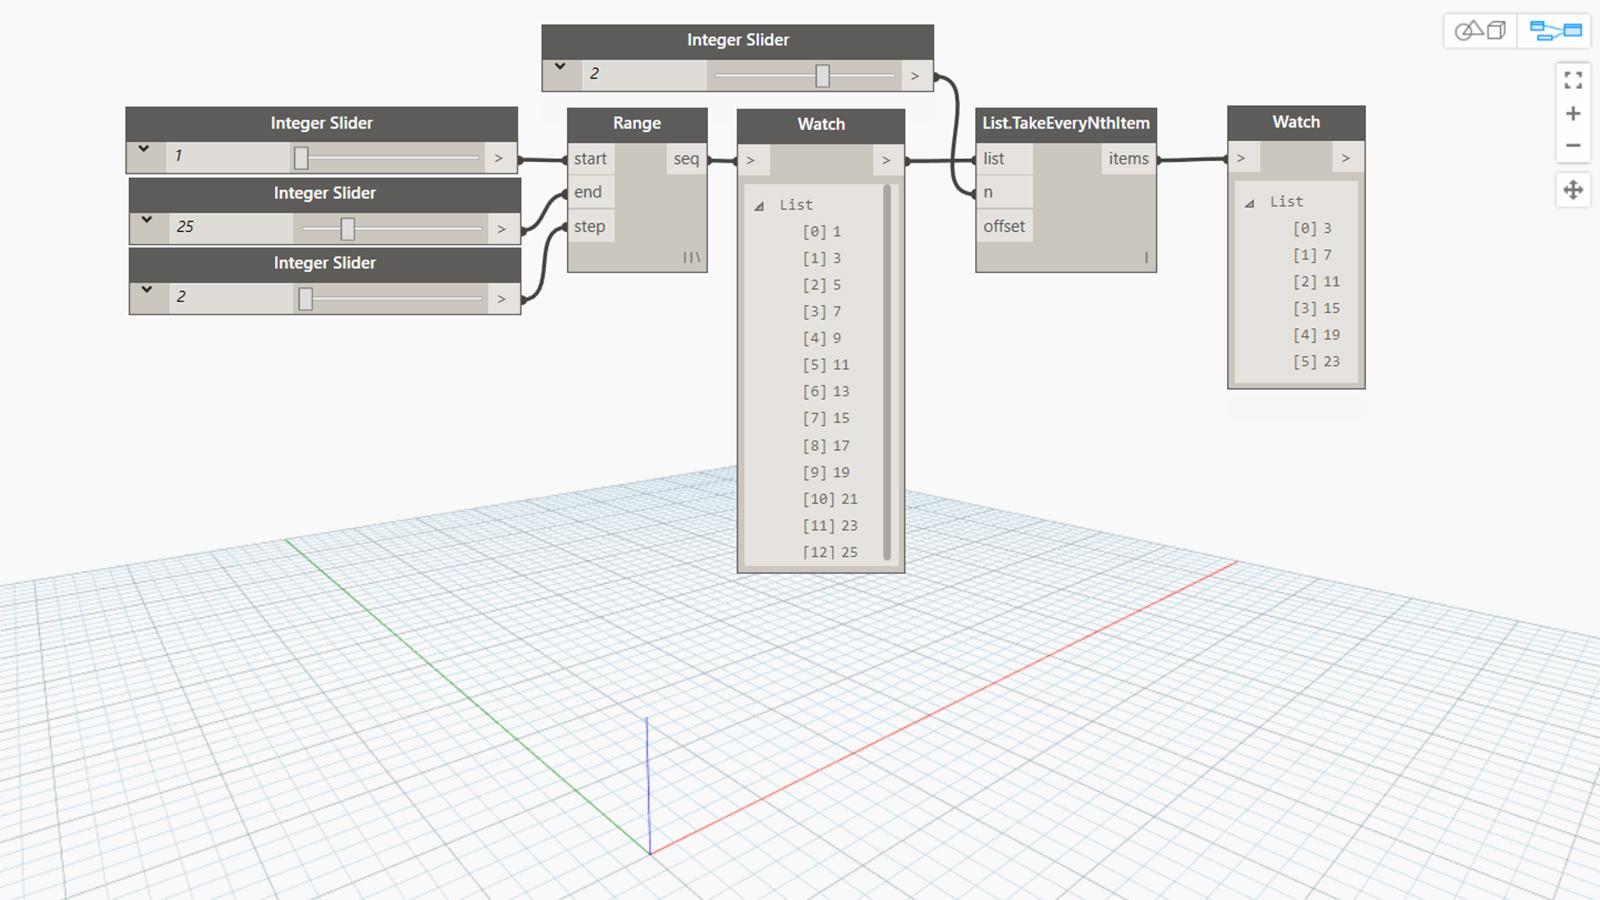 Integer Slider
2 >
Integer Slider
1 >
Integer Slider
25 >
Integer Slider
2 >
Range
start seq
end
step
Watch
> >
List
[0] 1
[1] 3
[2] 5
[3] 7
[4] 9
[5] 11
[6] 13
[7] 15
[8] 17
[9] 19
[10] 21
[11] 23
[12] 25
List.TakeEveryNthItem
list items
n
offset
Watch
> >
List
[0] 3
[1] 7
[2] 11
[3] 15
[4] 19
[5] 23